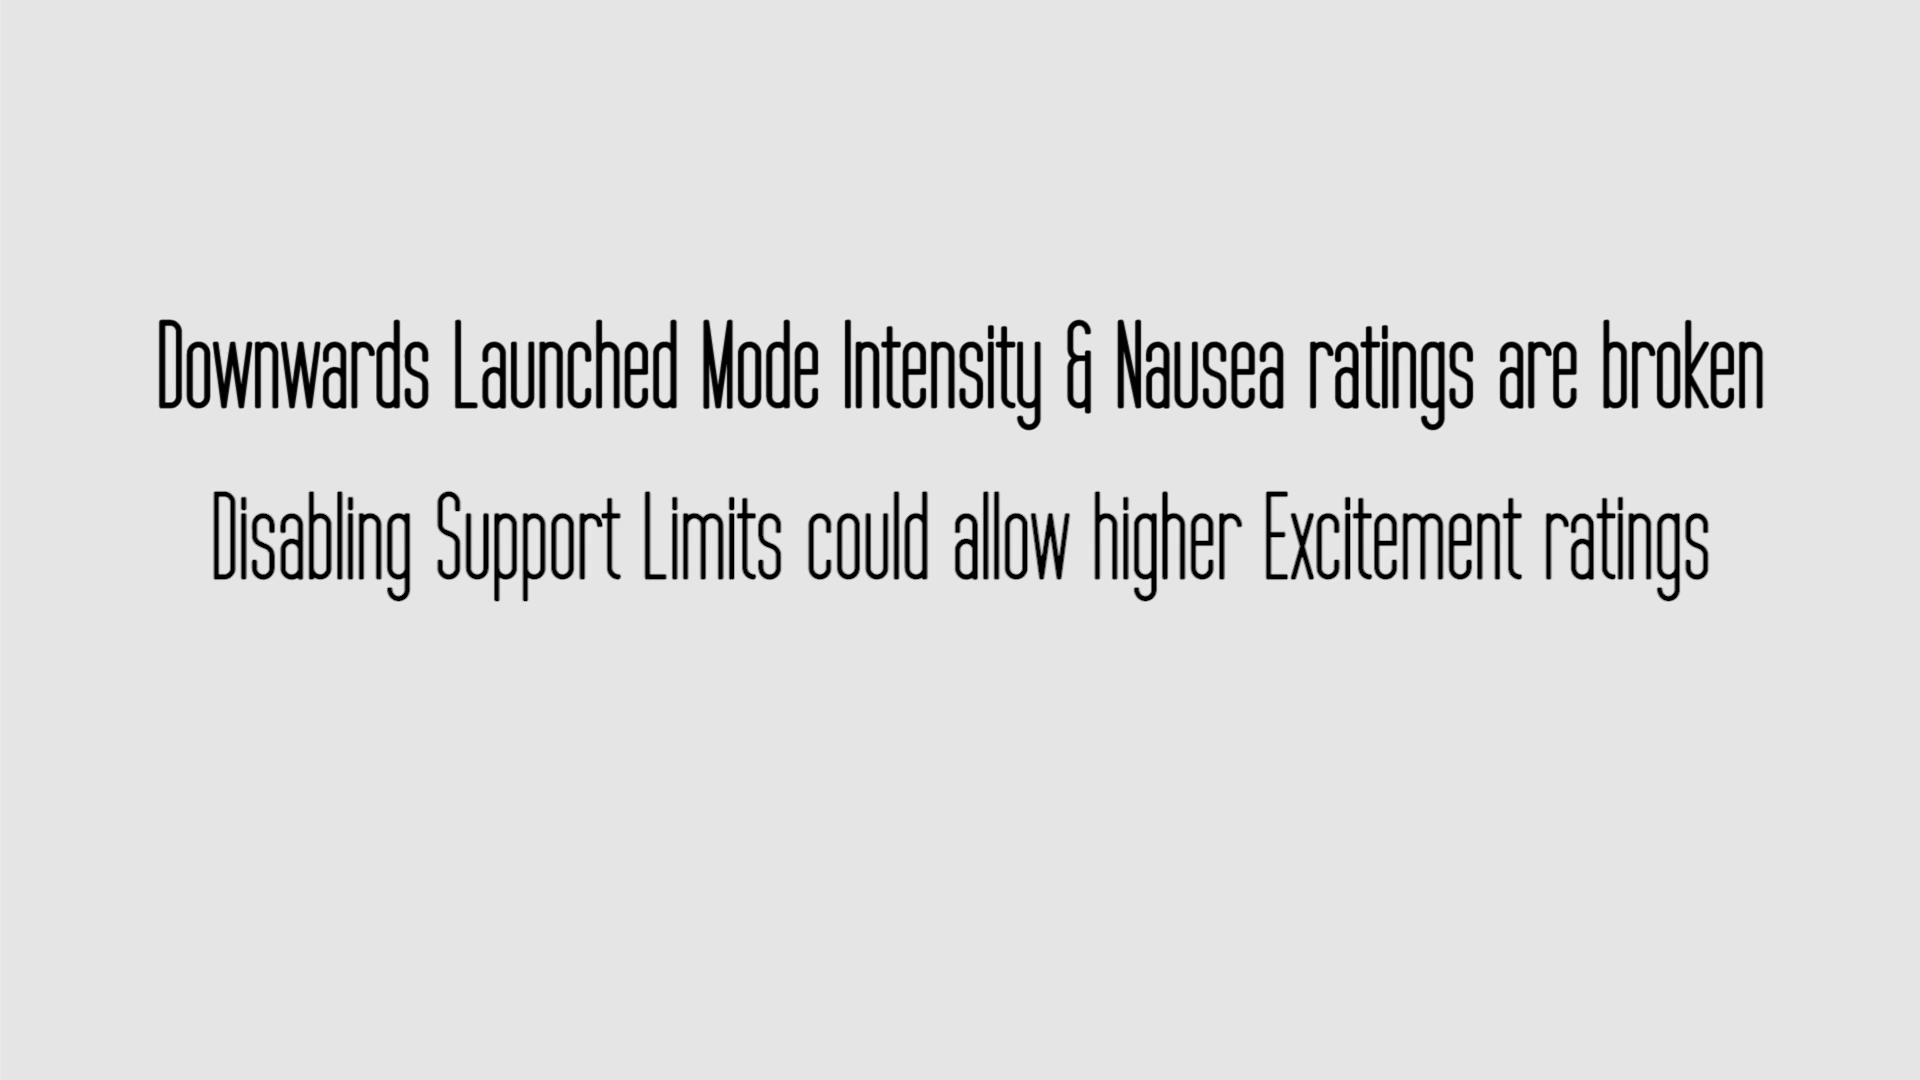 Downwards Launched Mode Intensity & Nausea ratings are broken
Disabling Support Limits could allow higher Excitement ratings